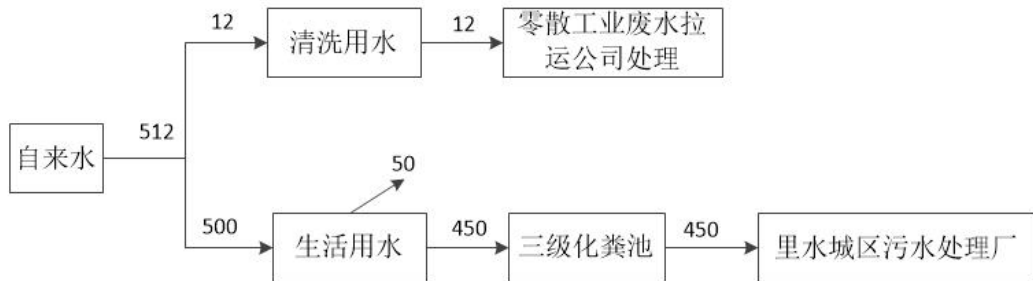 12
清洗用水
12
零散工业废水拉
运公司处理
自来水
512
50
500
生活用水
450
三级化粪池
450
里水城区污水处理厂